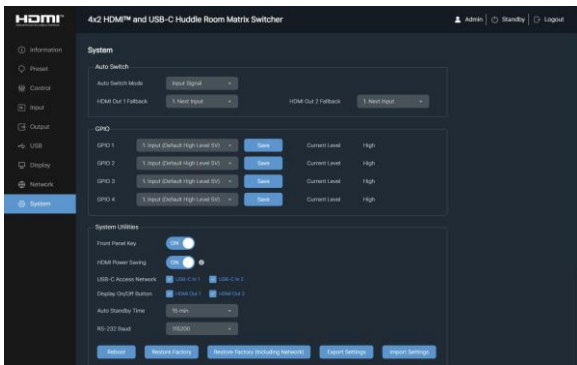 HDMI™
4x2 HDMI™ and USB-C Huddle Room Matrix Switcher
Admin
Standby
Logout
Information
Preset
Control
Input
Output
USB
Display
Network
System
System
Auto Switch
Auto Switch Mode Input Signal
HDMI Out 1 Fallback 1. Next Input HDMI Out 2 Fallback 1. Next Input
GPIO
GPIO 1 1. Input (Default High Level 5V) Save Current Level High
GPIO 2 1. Input (Default High Level 5V) Save Current Level High
GPIO 3 1. Input (Default High Level 5V) Save Current Level High
GPIO 4 1. Input (Default High Level 5V) Save Current Level High
System Utilities
Front Panel Key ON
HDMI Power Saving ON
USB-C Access Network USB-C In 1 USB-C In 2
Display On/Off Button HDMI Out 1 HDMI Out 2
Auto Standby Time 15 min
RS-232 Baud 115200
Reboot Restore Factory Restore Factory (Including Network) Export Settings Import Settings